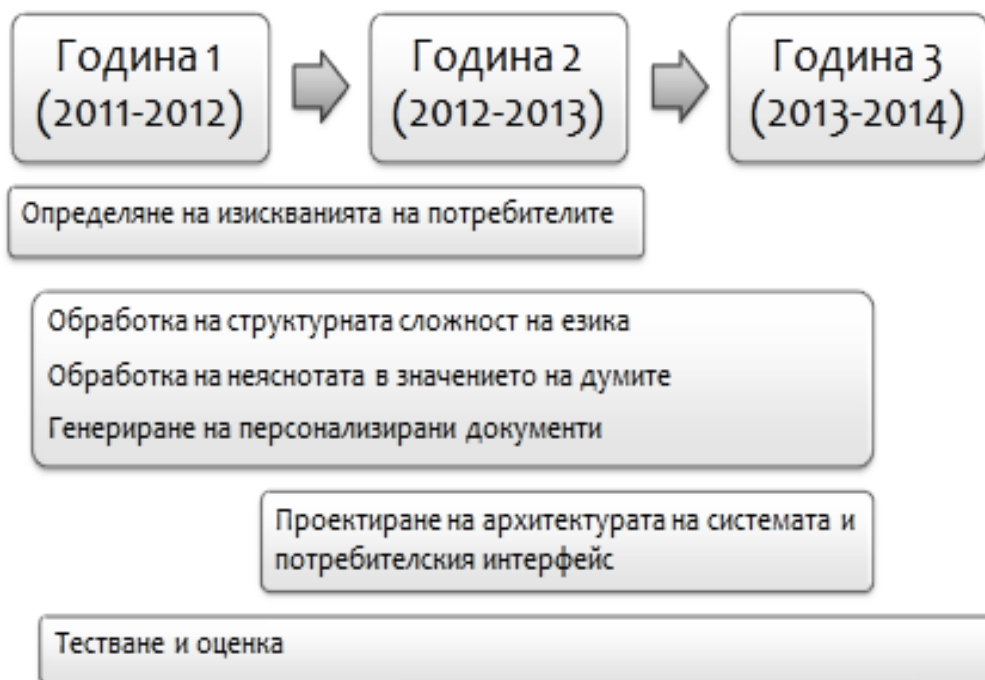 Година 1
(2011-2012)
Година 2
(2012-2013)
Година 3
(2013-2014)
Определяне на изискванията на потребителите
Обработка на структурната сложност на езика
Обработка на неяснотата в значението на думите
Генериране на персонализирани документи
Проектиране на архитектурата на системата и
потребителския интерфейс
Тестване и оценка